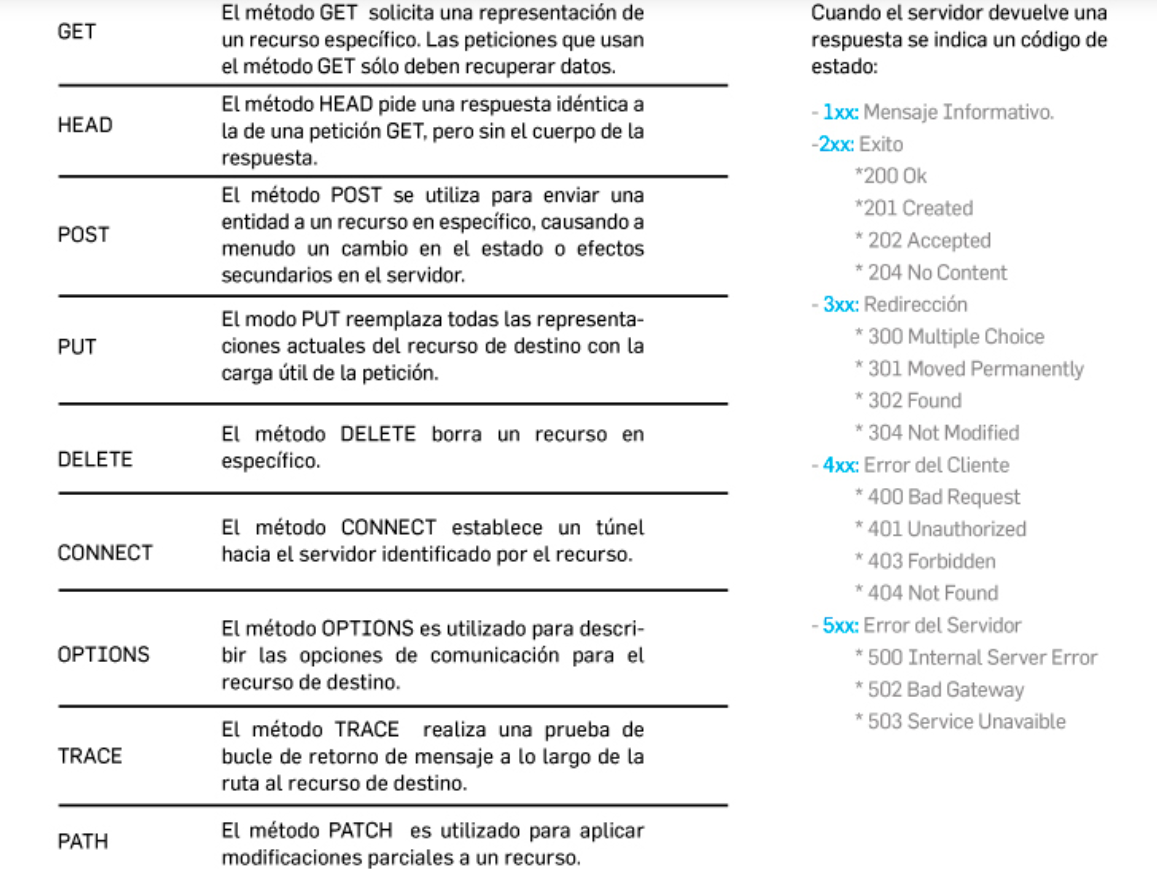 GET
El método GET solicita una representación de
un recurso específico. Las peticiones que usan
el método GET sólo deben recuperar datos.
HEAD
El método HEAD pide una respuesta idéntica a
la de una petición GET, pero sin el cuerpo de la
respuesta.
POST
El método POST se utiliza para enviar una
entidad a un recurso en específico, causando a
menudo un cambio en el estado o efectos
secundarios en el servidor.
PUT
El modo PUT reemplaza todas las representa-
ciones actuales del recurso de destino con la
carga útil de la petición.
DELETE
El método DELETE borra un recurso en
específico.
CONNECT
El método CONNECT establece un túnel
hacia el servidor identificado por el recurso.
OPTIONS
El método OPTIONS es utilizado para descri-
bir las opciones de comunicación para el
recurso de destino.
TRACE
El método TRACE realiza una prueba de
bucle de retorno de mensaje a lo largo de la
ruta al recurso de destino.
PATH
El método PATCH es utilizado para aplicar
modificaciones parciales a un recurso.
Cuando el servidor devuelve una
respuesta se indica un código de
estado:
- 1xx: Mensaje Informativo.
-2xx: Exito
*200 Ok
*201 Created
* 202 Accepted
* 204 No Content
- 3xx: Redirección
* 300 Multiple Choice
* 301 Moved Permanently
* 302 Found
* 304 Not Modified
- 4xx: Error del Cliente
* 400 Bad Request
* 401 Unauthorized
* 403 Forbidden
* 404 Not Found
- 5xx: Error del Servidor
* 500 Internal Server Error
* 502 Bad Gateway
* 503 Service Unavaible